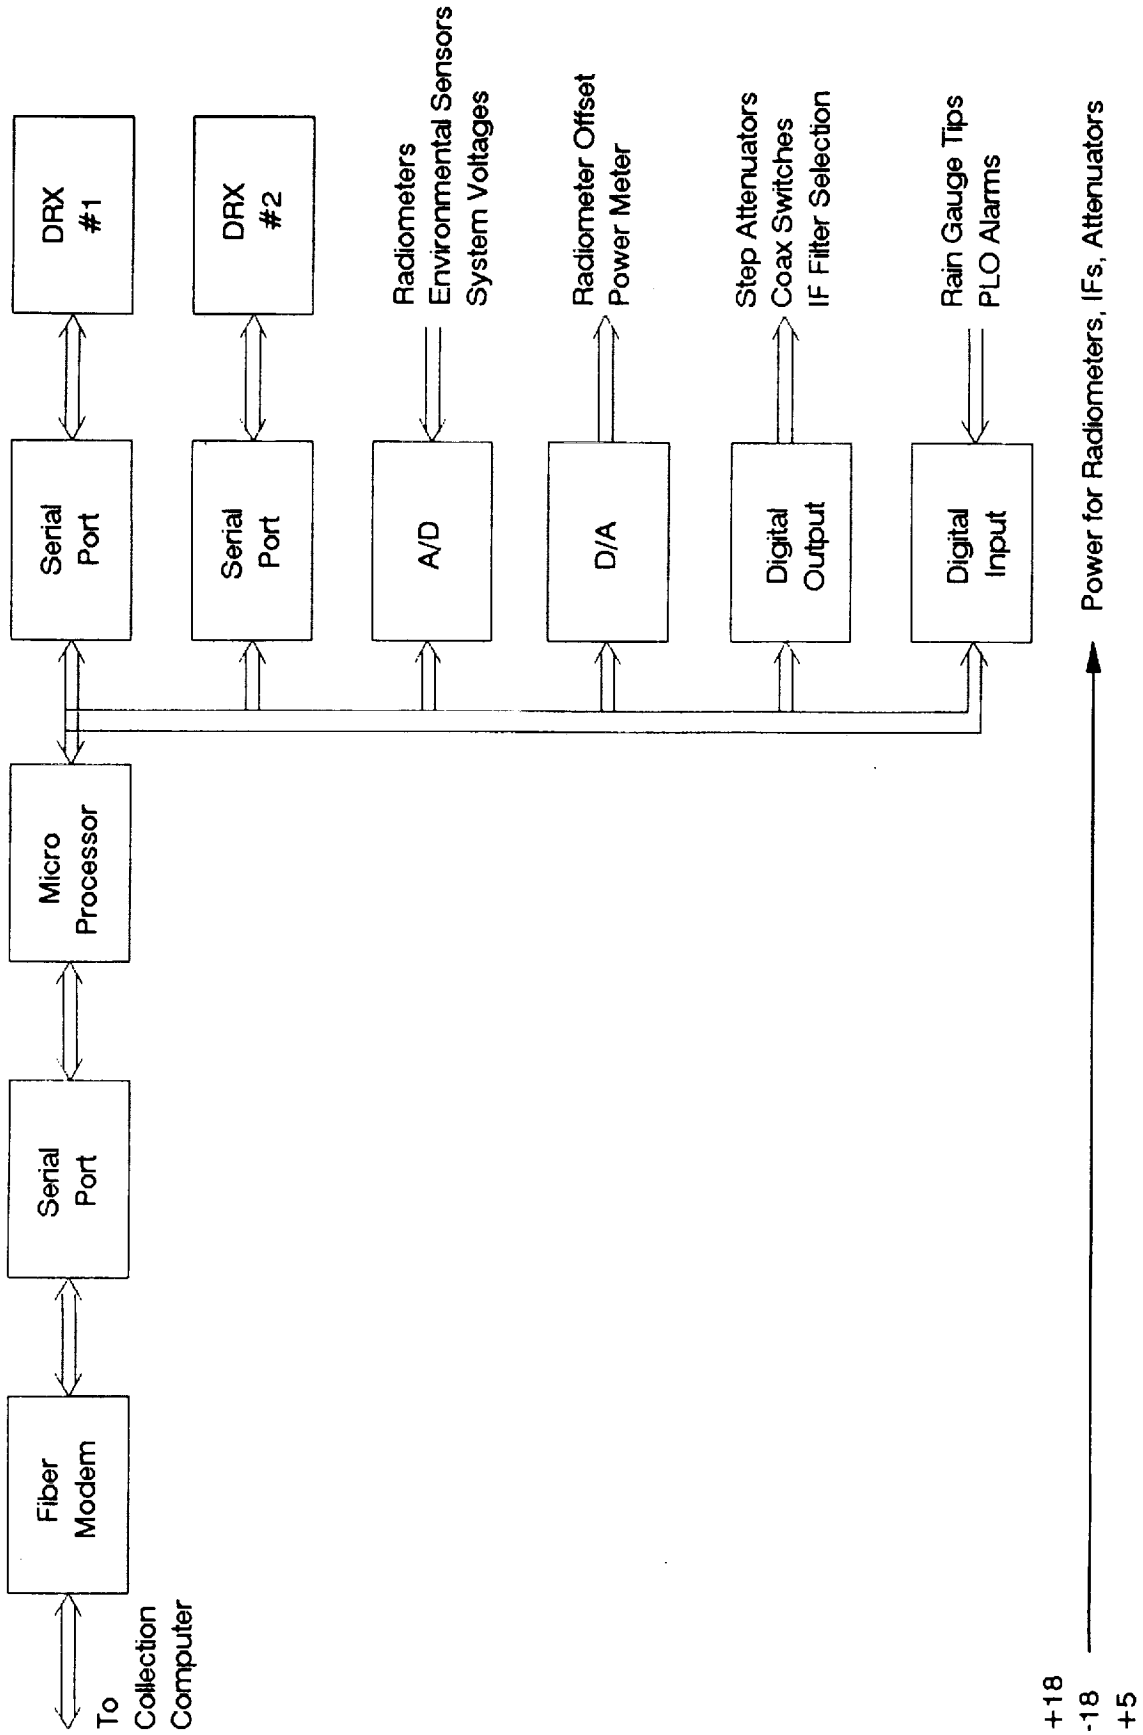 To
Collection
Computer
Fiber
Modem
Serial
Port
Micro
Processor
Serial
Port
DRX
#1
Serial
Port
DRX
#2
A/D
Radiometers
Environmental Sensors
System Voltages
D/A
Radiometer Offset
Power Meter
Digital
Output
Step Attenuators
Coax Switches
IF Filter Selection
Digital
Input
Rain Gauge Tips
PLO Alarms
+18
-18
+5
Power for Radiometers, IFs, Attenuators